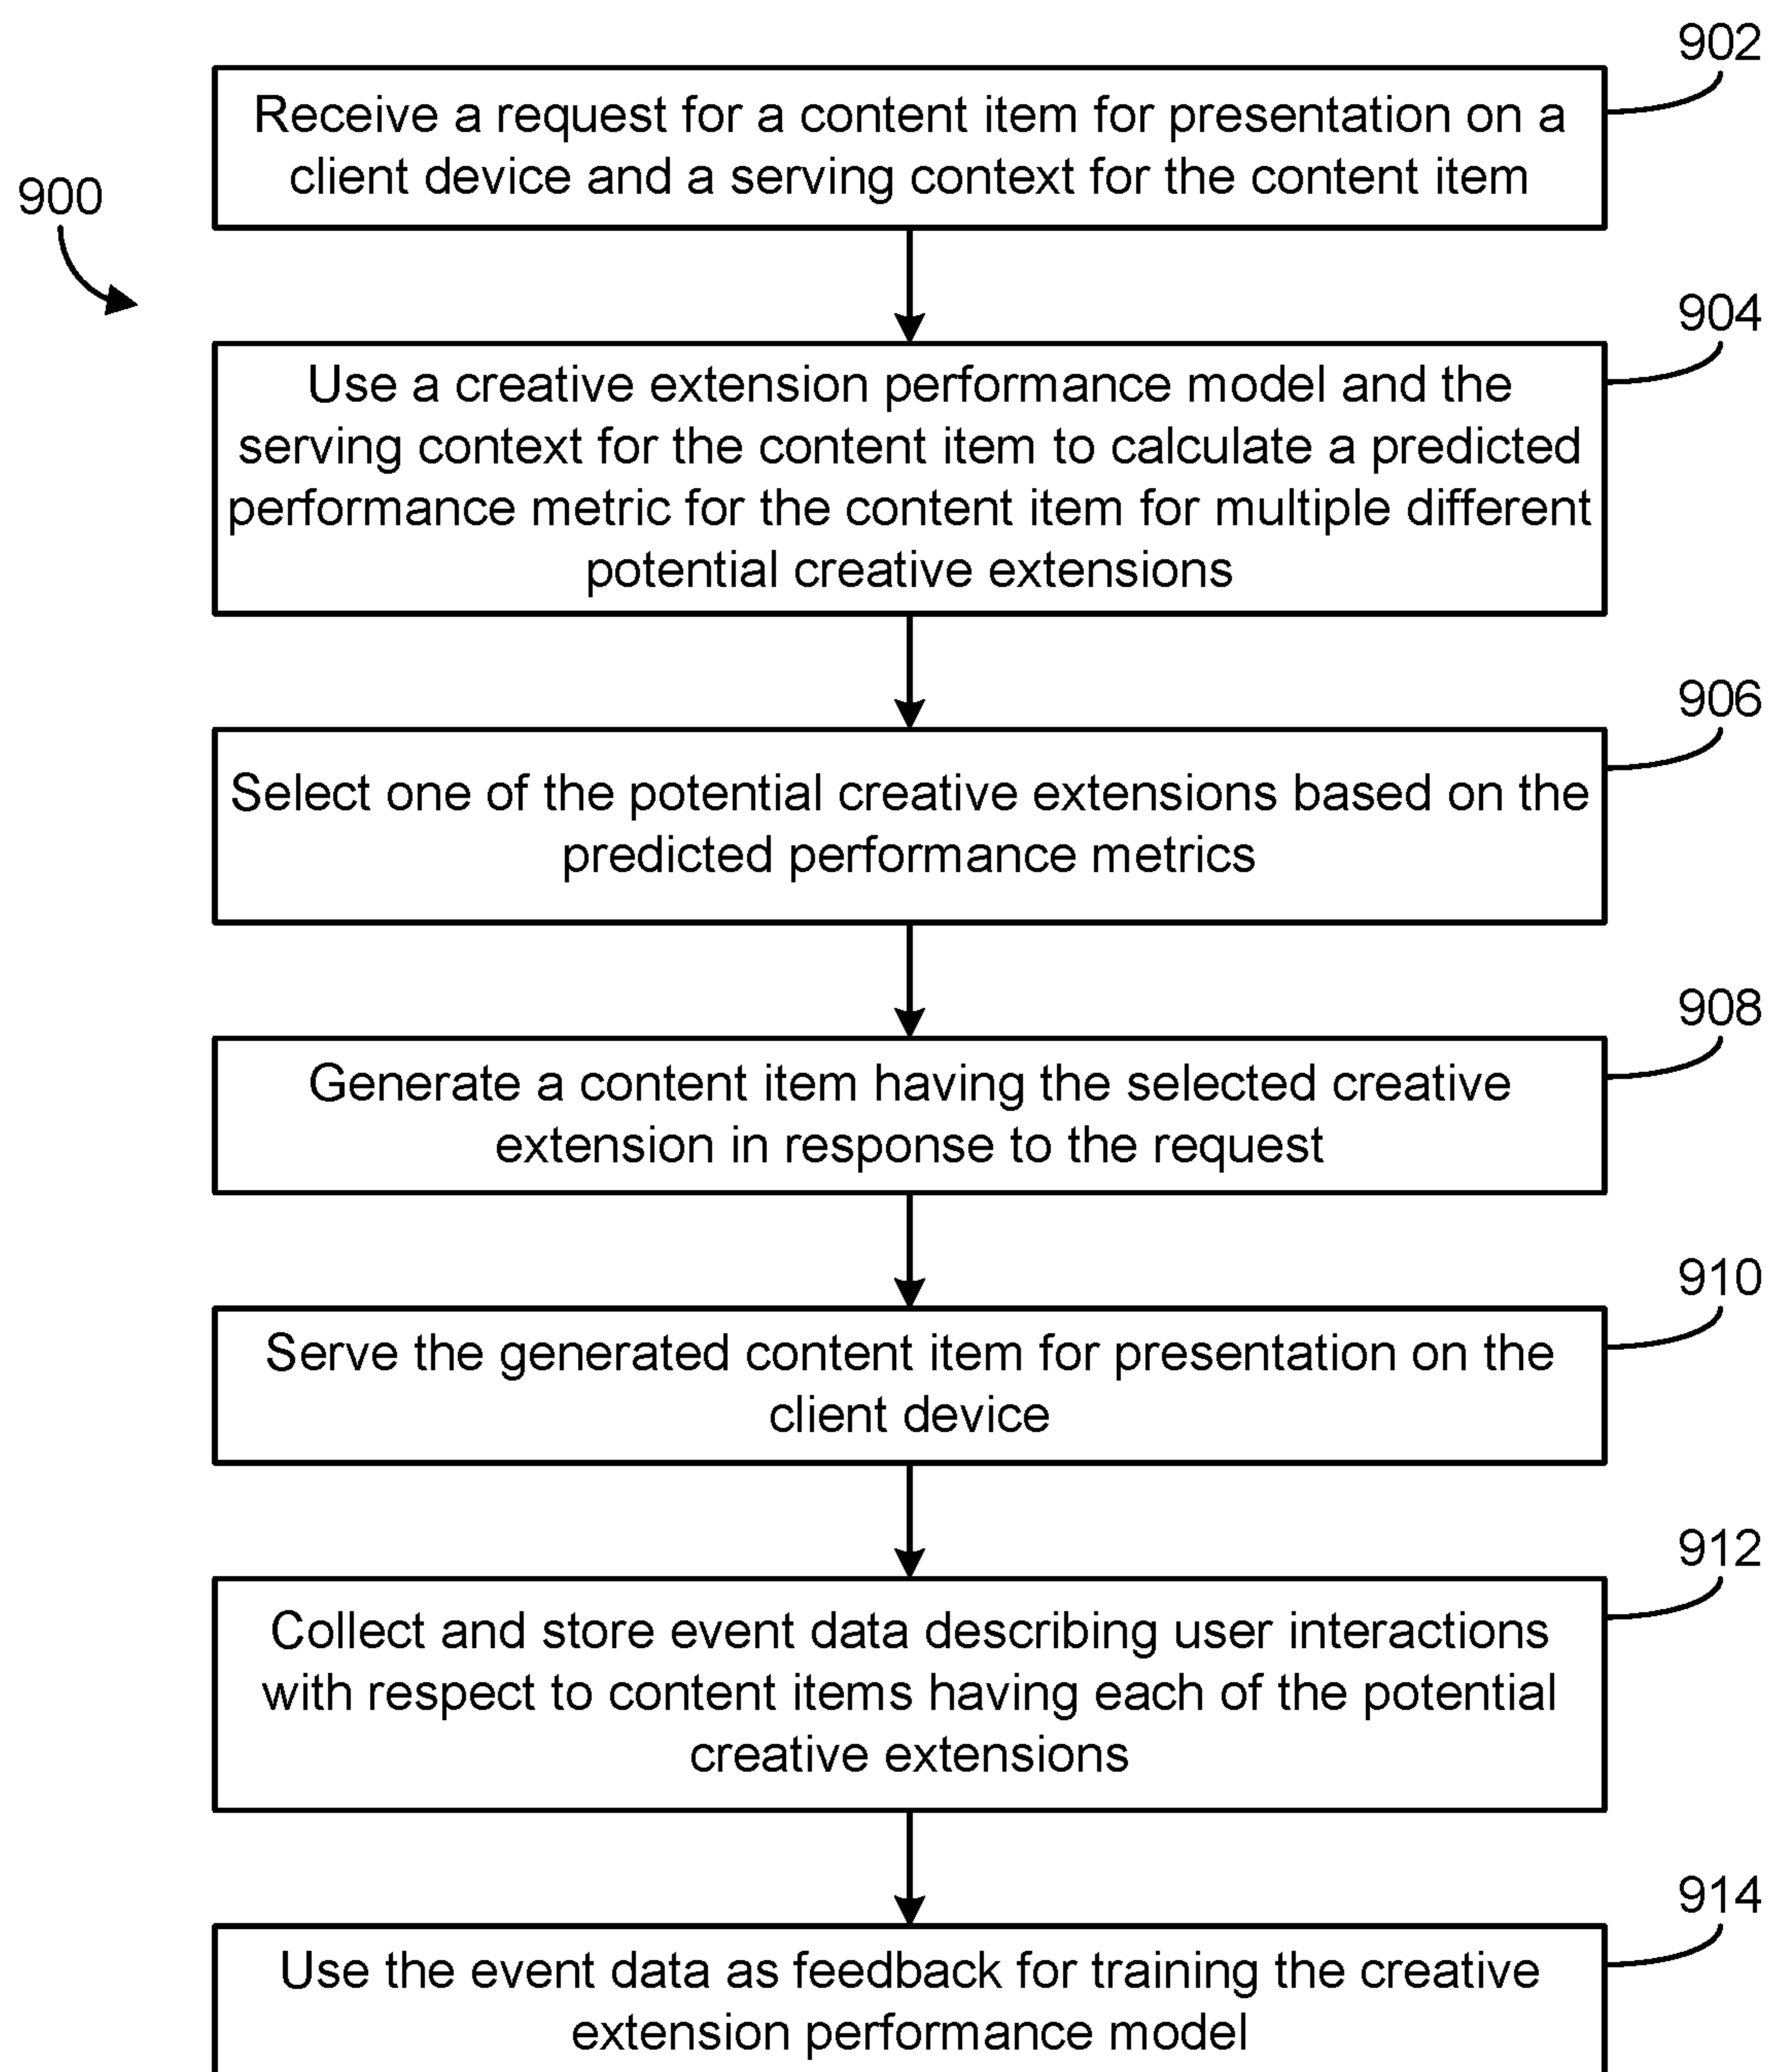 902
Receive a request for a content item for presentation on a
client device and a serving context for the content item
900
904
Use a creative extension performance model and the
serving context for the content item to calculate a predicted
performance metric for the content item for multiple different
potential creative extensions
906
Select one of the potential creative extensions based on the
predicted performance metrics
908
Generate a content item having the selected creative
extension in response to the request
910
Serve the generated content item for presentation on the
client device
912
Collect and store event data describing user interactions
with respect to content items having each of the potential
creative extensions
914
Use the event data as feedback for training the creative
extension performance model